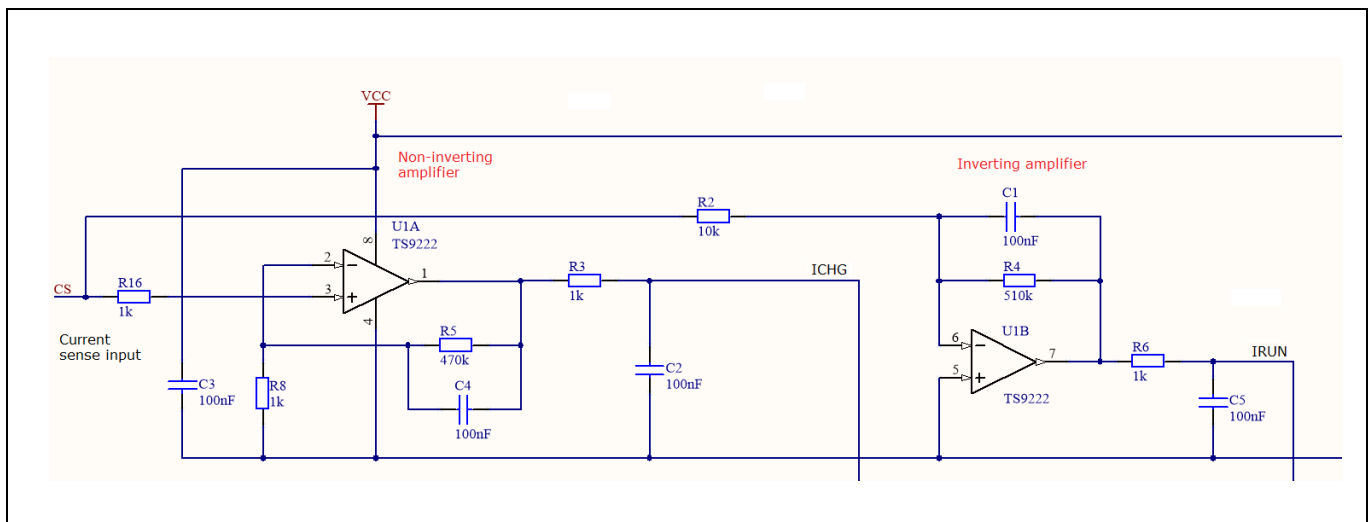 VCC
Non-inverting
amplifier
Inverting amplifier
C1
100nF
R2
10k
U1A
TS9222
8
2
1
3
4
R16
1k
CS
Current
sense input
R3
1k
ICHG
R4
510k
U1B
6
7
5
TS9222
R6
1k
IRUN
R5
470k
C4
100nF
C2
100nF
C3
100nF
R8
1k
C5
100nF